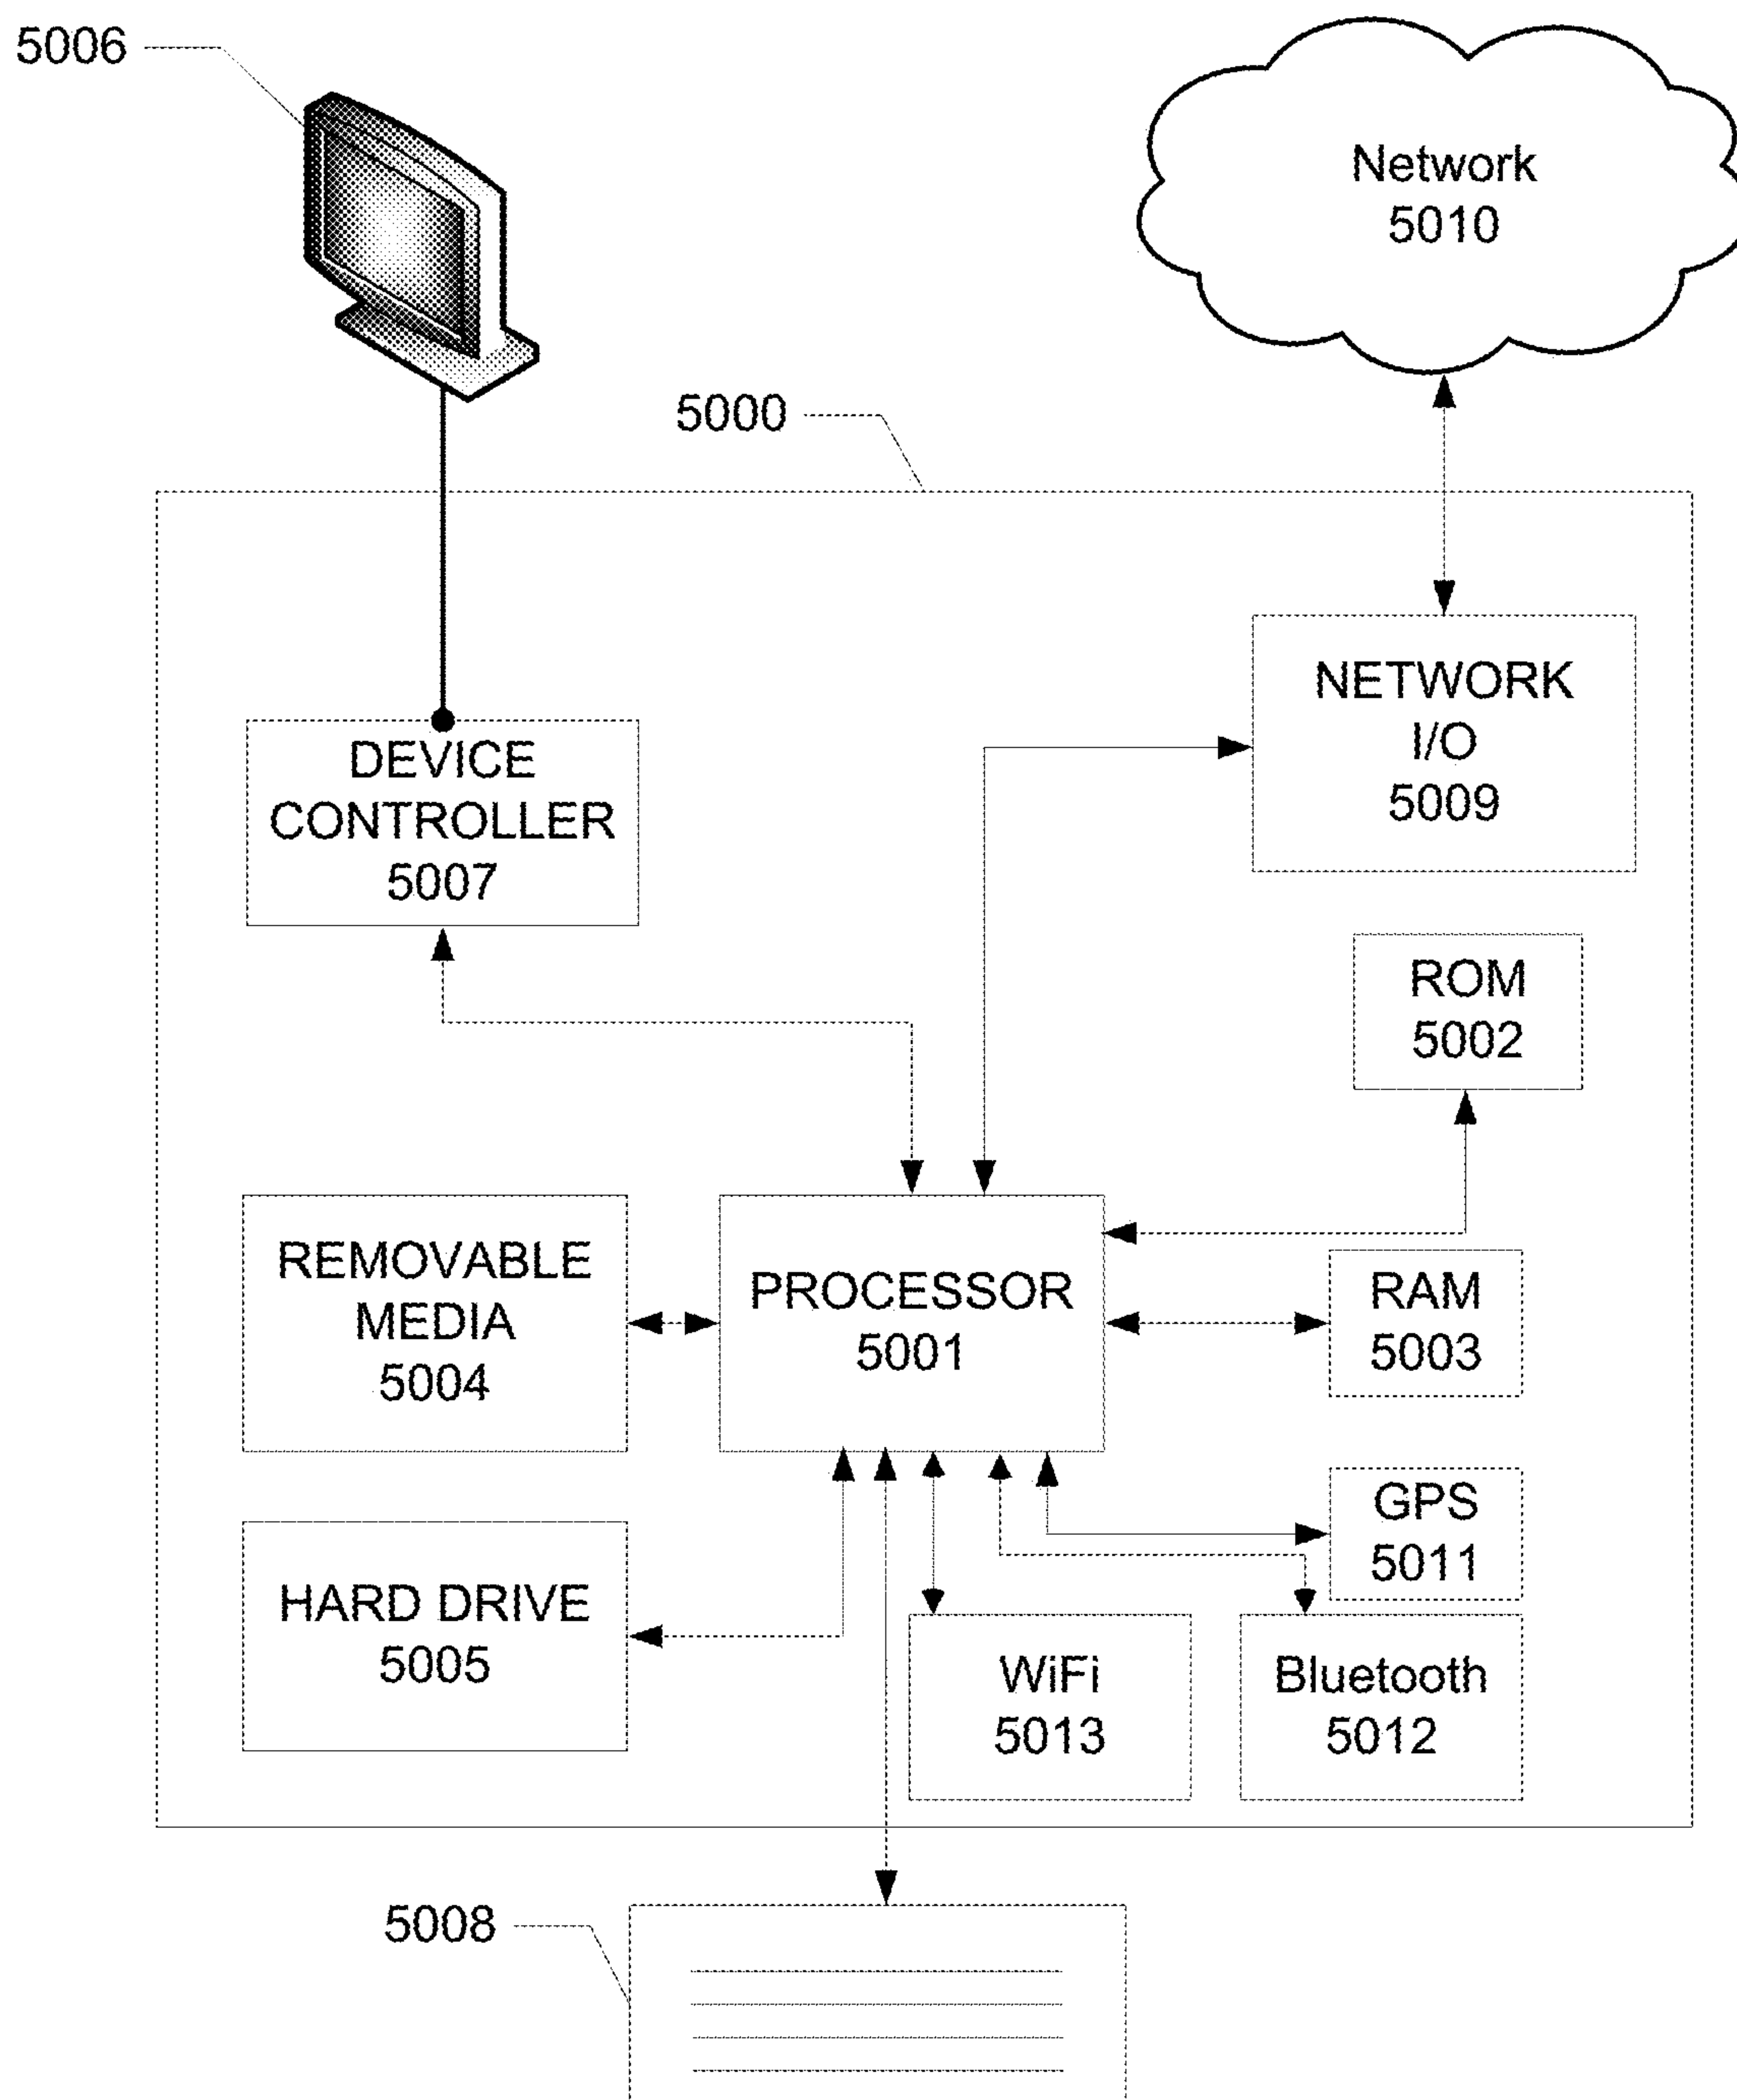 5006
Network
5010
5000
NETWORK
I/O
5009
DEVICE
CONTROLLER
5007
ROM
5002
REMOVABLE
MEDIA
5004
PROCESSOR
5001
RAM
5003
GPS
5011
HARD DRIVE
5005
WiFi
5013
Bluetooth
5012
5008